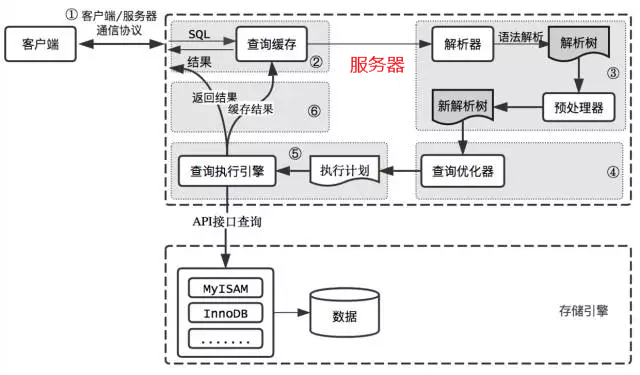 ① 客户端/服务器
通信协议
客户端
SQL
查询缓存
②
结果
服务器
解析器
语法解析
解析树
③
预处理器
新解析树
返回结果
缓存结果
⑥
查询执行引擎
⑤
执行计划
查询优化器
④
API接口查询
MyISAM
InnoDB
.......
数据
存储引擎